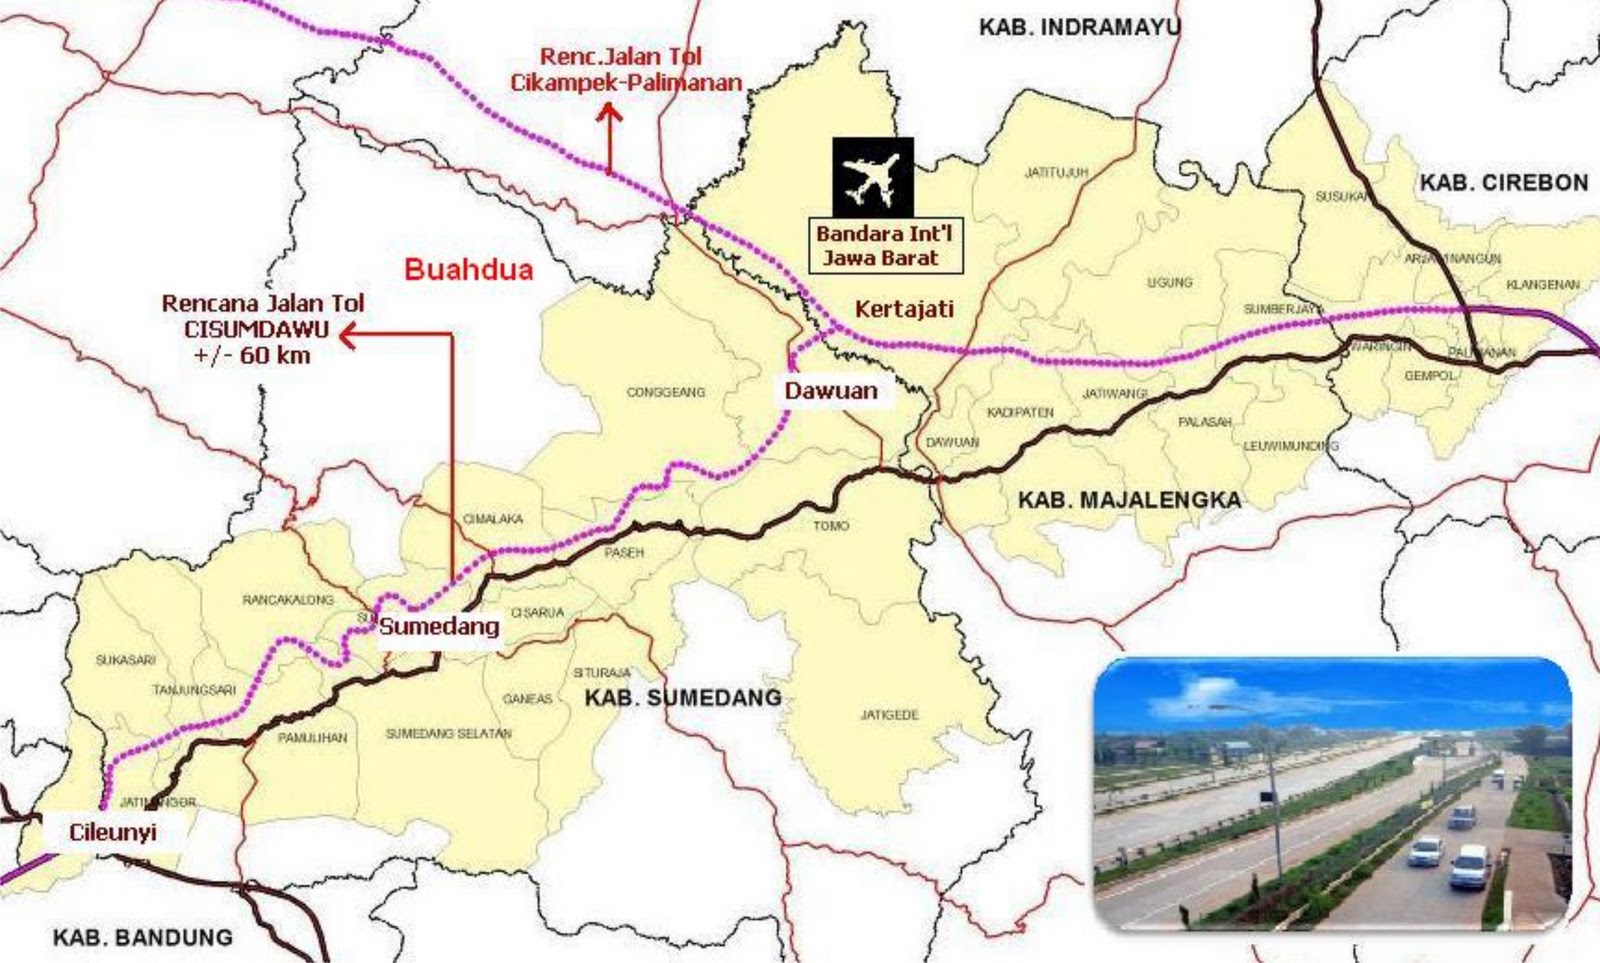 KAB. INDRAMAYU
Renc.Jalan Tol
Cikampek-Palimanan
JATITUJUH
KAB. CIREBON
SUSUKAN
Bandara Int'l
Jawa Barat
Buahdua
ARJAWINANGUN
KLANGENAN
LIGUNG
Rencana Jalan Tol
CISUMDAWU
+/- 60 km
Kertajati
SUMBERJAYA
WARINGIN
PALIMANAN
GEMPOL
CONGGEANG
Dawuan
JATIWANGI
KADIPATEN
PALASAH
DAWUAN
LEUWIMUNDING
KAB. MAJALENGKA
CIMALAKA
TOMO
PASEH
RANCAKALONG
CISARUA
Sumedang
SUKASARI
TANJUNGSARI
SITURAJA
GANEAS
KAB. SUMEDANG
JATIGEDE
PAMULIHAN
SUMEDANG SELATAN
JATINANGOR
Cileunyi
KAB. BANDUNG